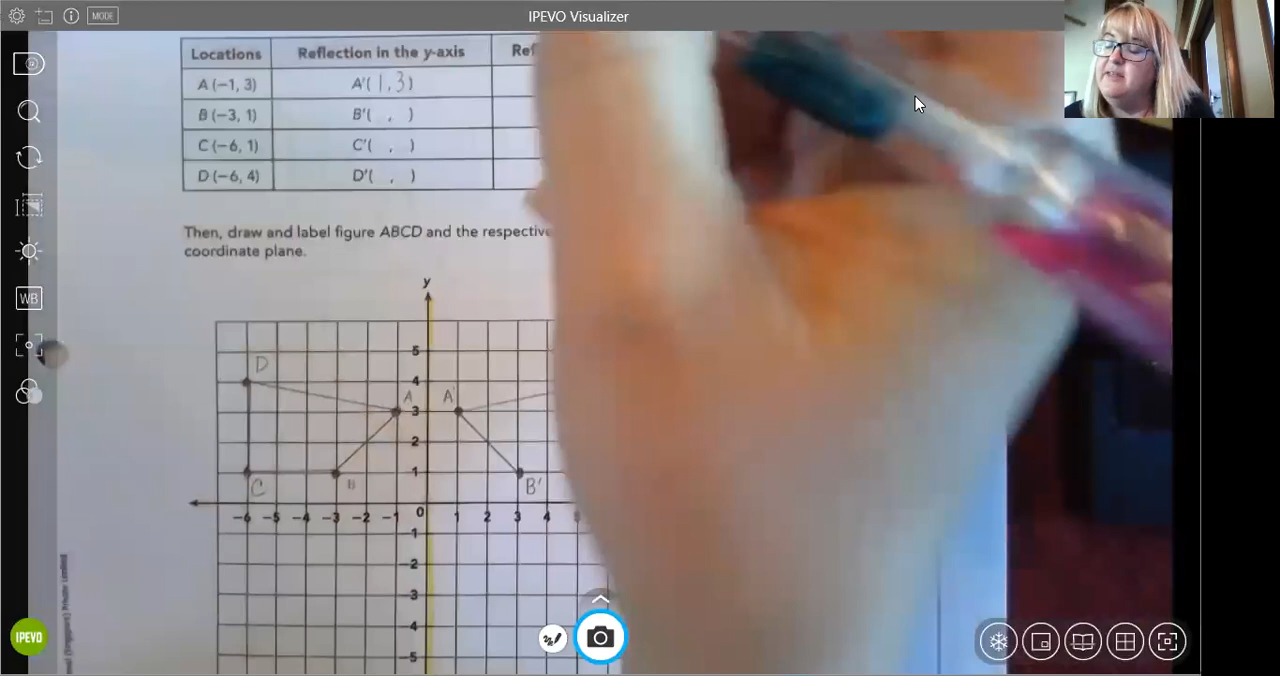 MODE
IPEVO Visualizer
Locations Reflection in the y-axis Ref
A (−1, 3) A'( 1 , 3 )
B (−3, 1) B'( , )
C (−6, 1) C'( , )
D (−6, 4) D'( , )
Then, draw and label figure ABCD and the respective
coordinate plane.
y
WB
5
D
4
A A'
3
2
1
C B B'
0
−6 −5 −4 −3 −2 −1 1 2 3 4
−1
−2
−3
−4
IPEVO
−5